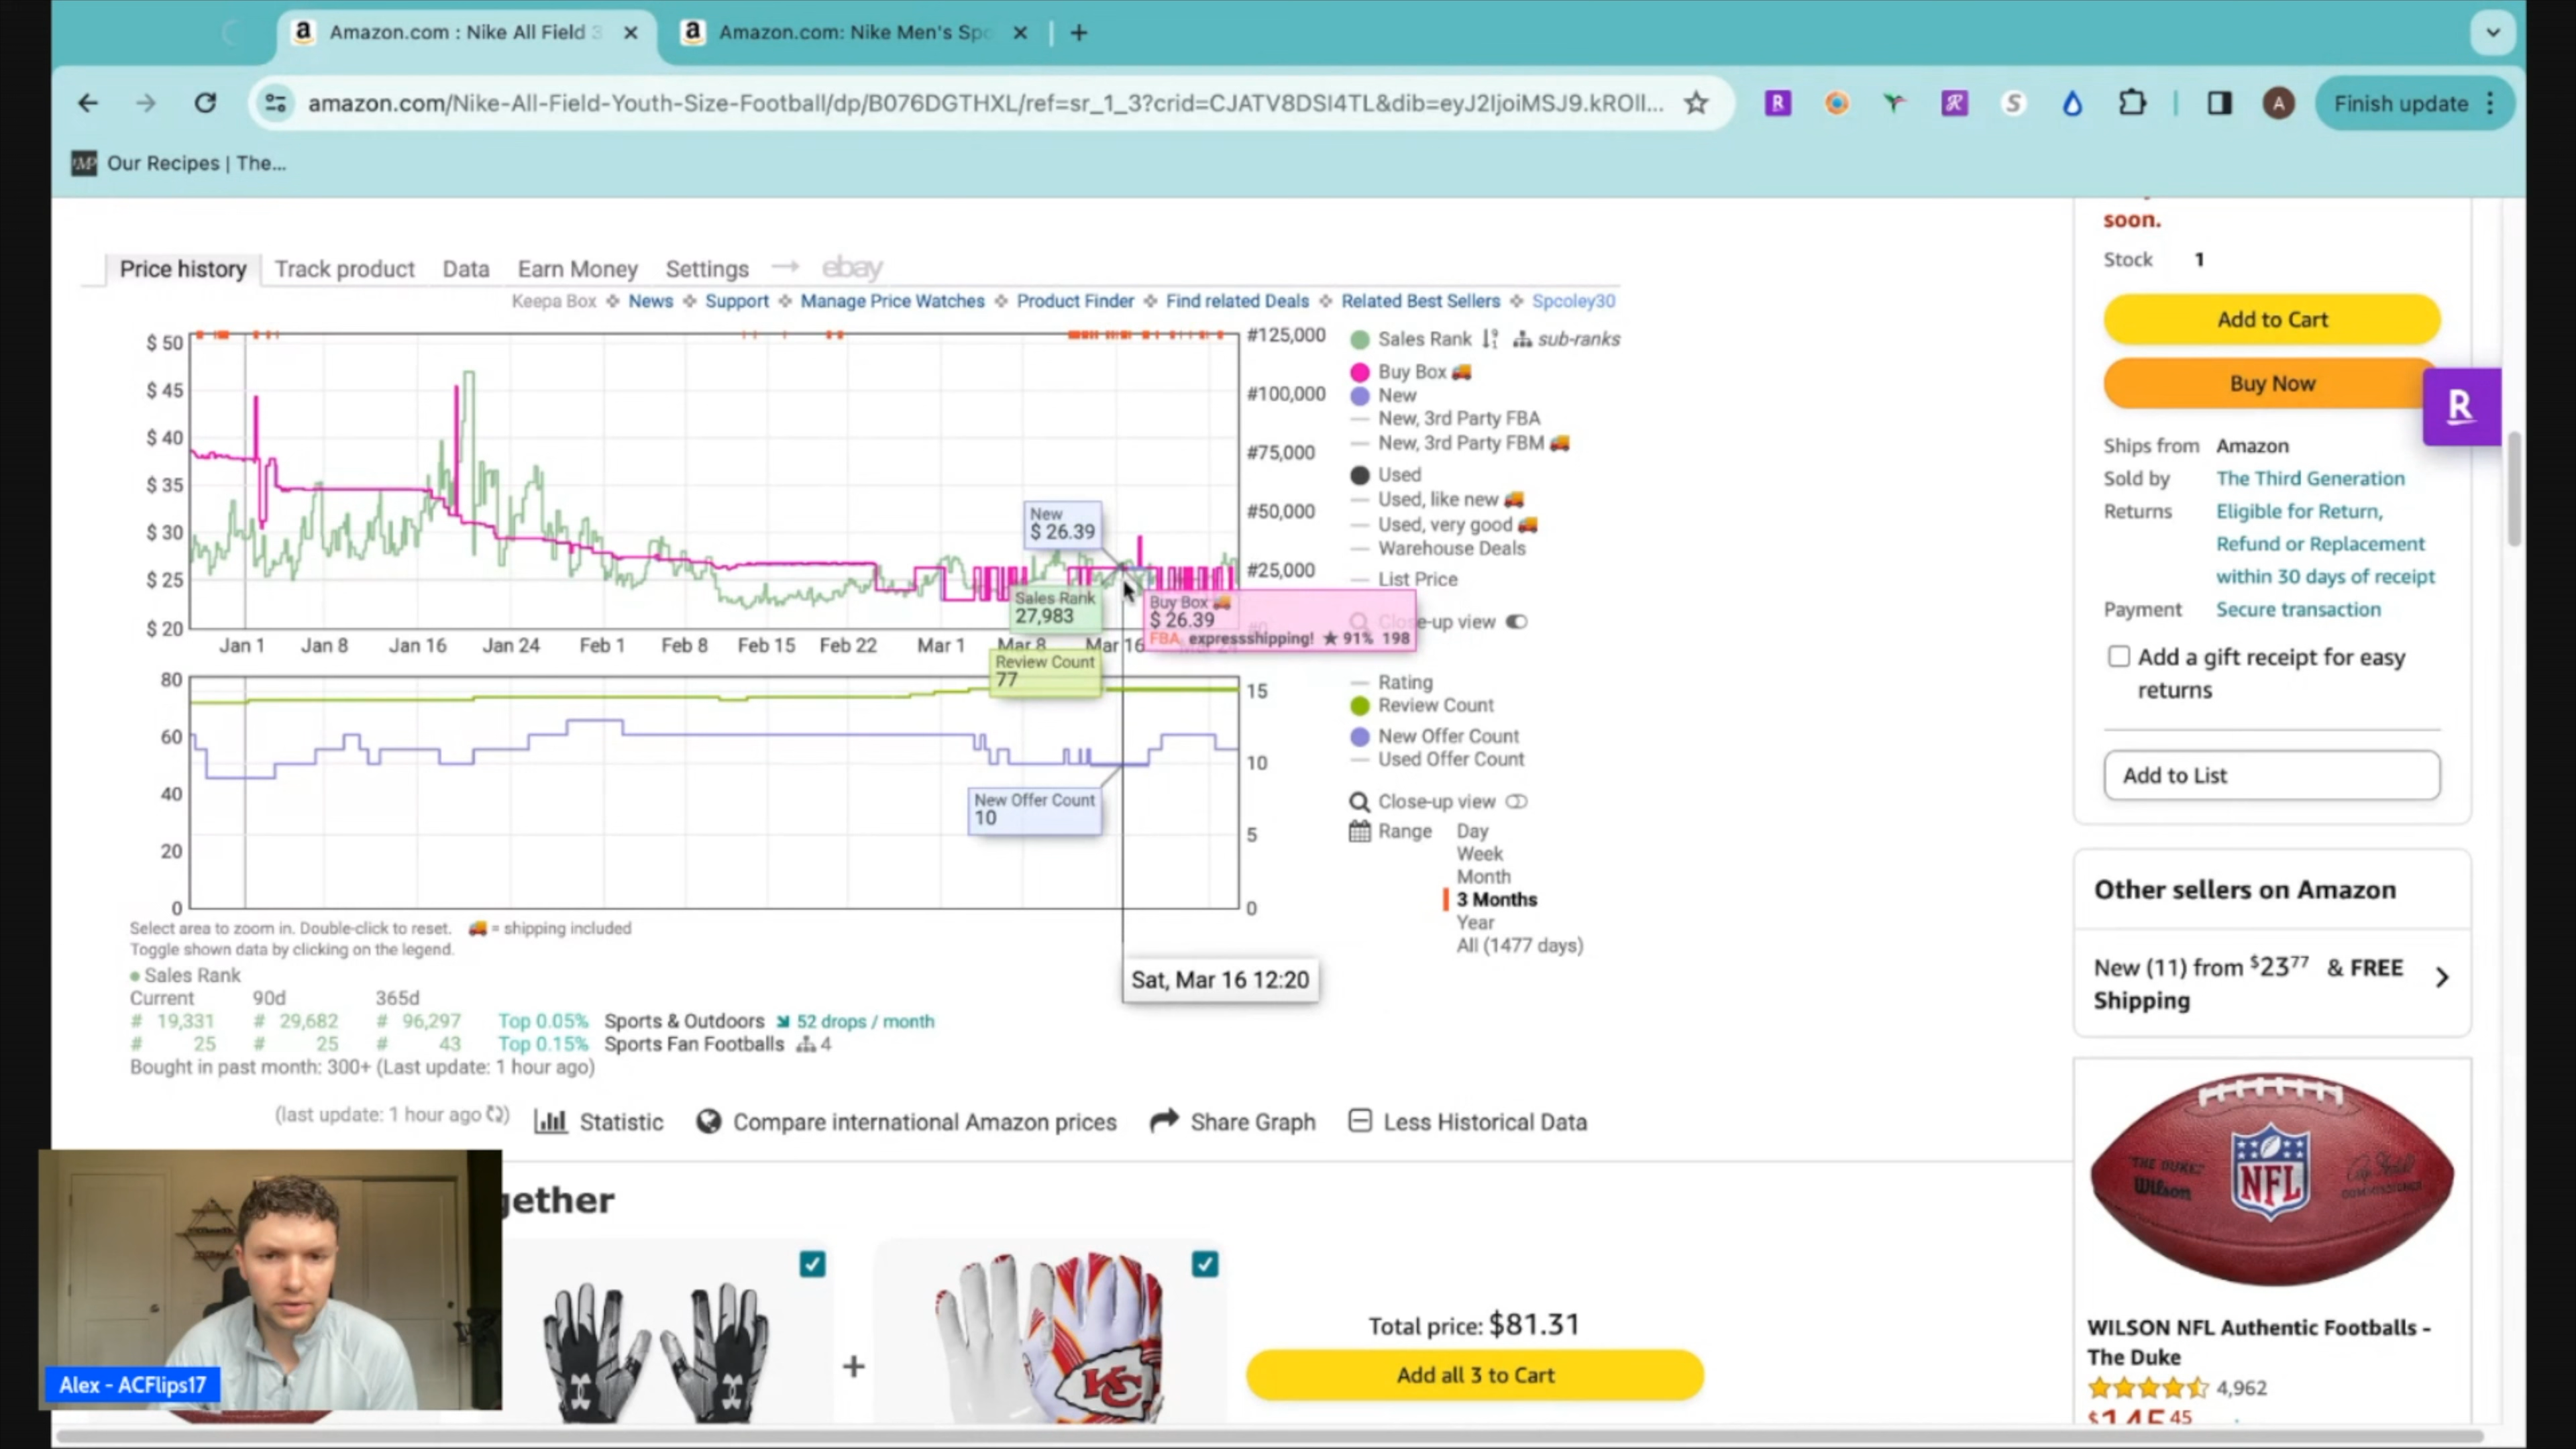 Amazon.com : Nike All Field 3
Amazon.com: Nike Men's Spo
amazon.com/Nike-All-Field-Youth-Size-Football/dp/B076DGTHXL/ref=sr_1_3?crid=CJATV8DSI4TL&dib=eyJ2IjoiMSJ9.kROII...
Finish update
Our Recipes | The...
Price history Track product Data Earn Money Settings → ebay
Keepa Box News Support Manage Price Watches Product Finder Find related Deals Related Best Sellers Spcoley30
$ 50
$ 45
$ 40
$ 35
$ 30
$ 25
$ 20
#125,000
#100,000
#75,000
#50,000
#25,000
Jan 1 Jan 8 Jan 16 Jan 24 Feb 1 Feb 8 Feb 15 Feb 22 Mar 1 Mar 8 Mar 16
New
$ 26.39
Sales Rank
27,983
Buy Box
$ 26.39
FBA, expressshipping! ★ 91% 198
Review Count
77
New Offer Count
10
Sat, Mar 16 12:20
80
60
40
20
0
15
10
5
0
Sales Rank sub-ranks
Buy Box
New
New, 3rd Party FBA
New, 3rd Party FBM
Used
Used, like new
Used, very good
Warehouse Deals
List Price
e-up view
Rating
Review Count
New Offer Count
Used Offer Count
Close-up view
Range Day
Week
Month
3 Months
Year
All (1477 days)
Select area to zoom in. Double-click to reset. = shipping included
Toggle shown data by clicking on the legend.
Sales Rank
Current 90d 365d
# 19,331 # 29,682 # 96,297 Top 0.05% Sports & Outdoors 52 drops / month
# 25 # 25 # 43 Top 0.15% Sports Fan Footballs 4
Bought in past month: 300+ (Last update: 1 hour ago)
(last update: 1 hour ago) Statistic Compare international Amazon prices Share Graph Less Historical Data
gether
Total price: $81.31
Add all 3 to Cart
KC
Alex - ACFlips17
soon.
Stock 1
Add to Cart
Buy Now
R
Ships from Amazon
Sold by The Third Generation
Returns Eligible for Return,
Refund or Replacement
within 30 days of receipt
Payment Secure transaction
Add a gift receipt for easy
returns
Add to List
Other sellers on Amazon
New (11) from $23 77 & FREE
Shipping
"THE DUKE"
Wilson
NFL
WILSON NFL Authentic Footballs -
The Duke
4,962